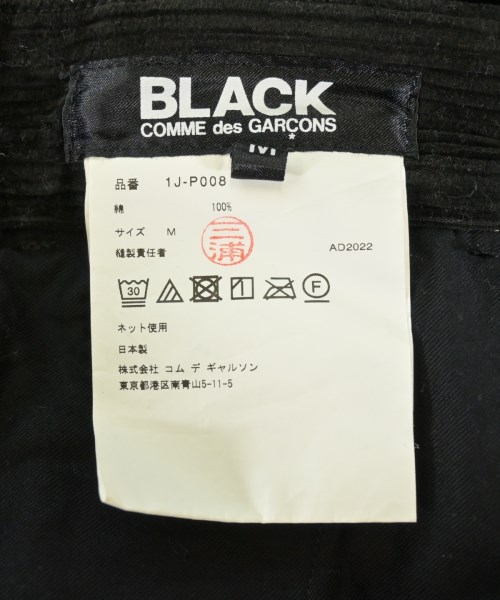 BLACK
COMME des GARÇONS
M
品番 1J-P008
綿 100%
サイズ M
三浦
縫製責任者 AD2022
30 F
ネット使用
日本製
株式会社 コム デ ギャルソン
東京都港区南青山5-11-5